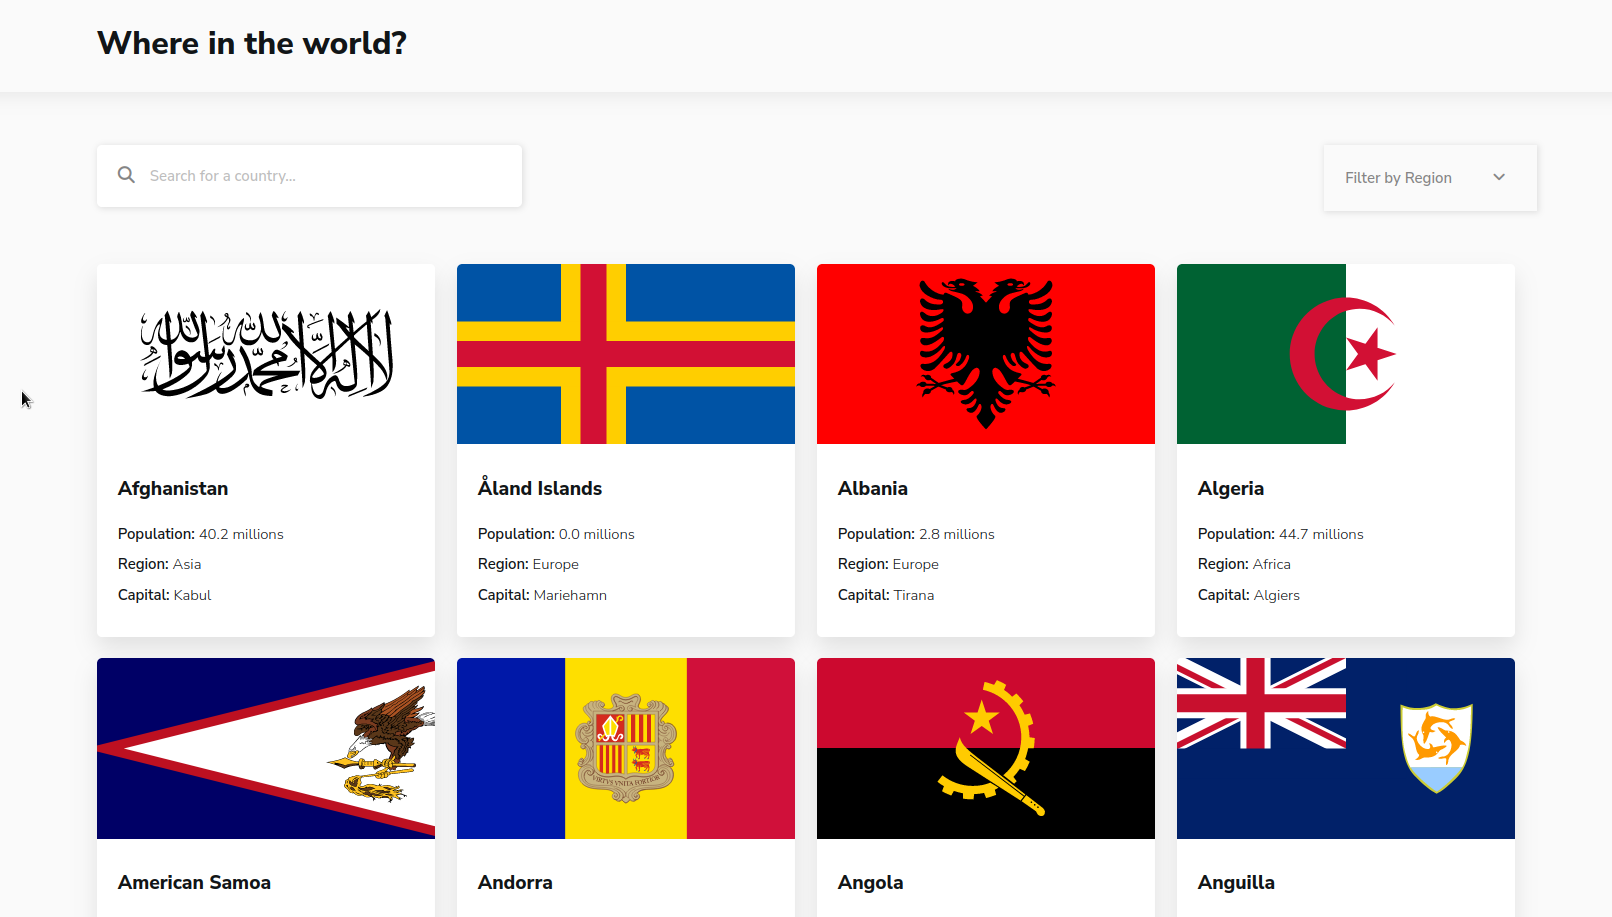 Where in the world?
Search for a country...
Filter by Region
لا إله إلا الله محمد رسول الله
Afghanistan
Population: 40.2 millions
Region: Asia
Capital: Kabul
Åland Islands
Population: 0.0 millions
Region: Europe
Capital: Mariehamn
Albania
Population: 2.8 millions
Region: Europe
Capital: Tirana
Algeria
Population: 44.7 millions
Region: Africa
Capital: Algiers
VIRTVS VNITA FORTIOR
American Samoa
Andorra
Angola
Anguilla